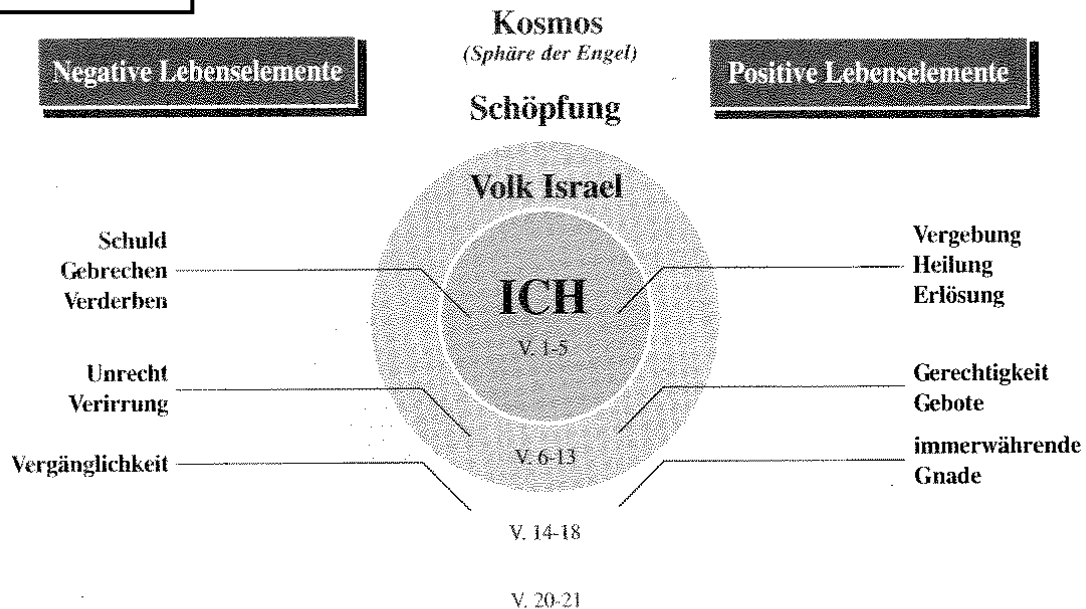 Kosmos
(Sphäre der Engel)
Negative Lebenselemente
Positive Lebenselemente
Schöpfung
Volk Israel
Schuld
Gebrechen
Verderben
Vergebung
Heilung
Erlösung
ICH
V. 1-5
Unrecht
Verirrung
Gerechtigkeit
Gebote
V. 6-13
Vergänglichkeit
immerwährende
Gnade
V. 14-18
V. 20-21